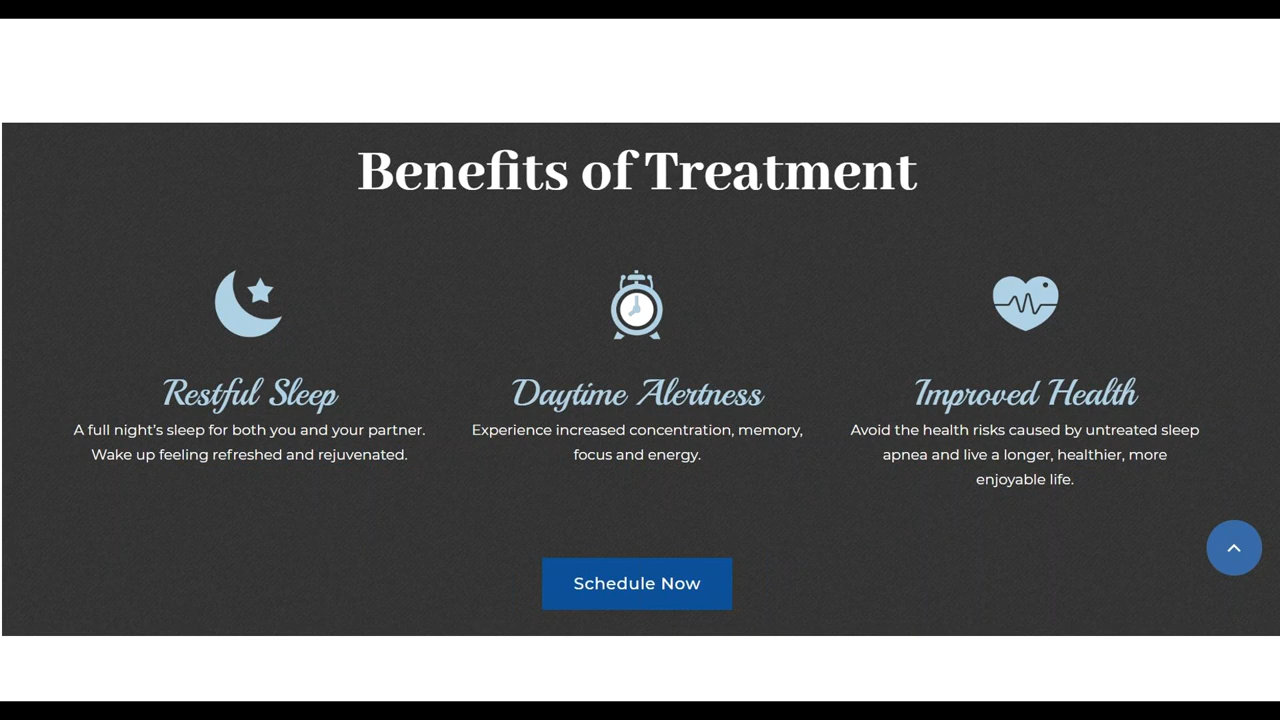 Benefits of Treatment
Restful Sleep
A full night's sleep for both you and your partner.
Wake up feeling refreshed and rejuvenated.
Daytime Alertness
Experience increased concentration, memory,
focus and energy.
Improved Health
Avoid the health risks caused by untreated sleep
apnea and live a longer, healthier, more
enjoyable life.
Schedule Now